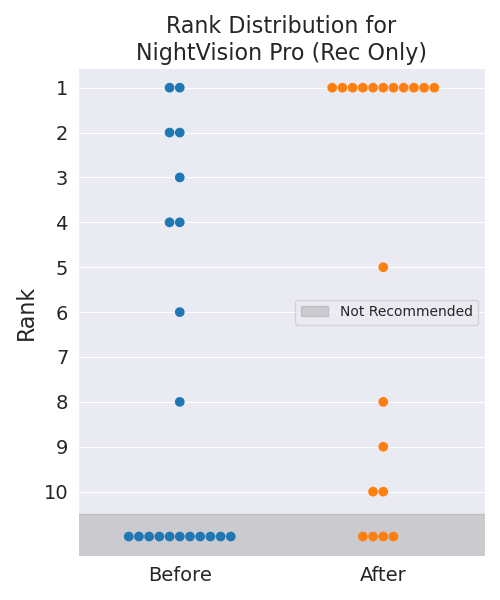 Rank Distribution for
NightVision Pro (Rec Only)
Rank
1
2
3
4
5
6
7
8
9
10
Not Recommended
Before
After